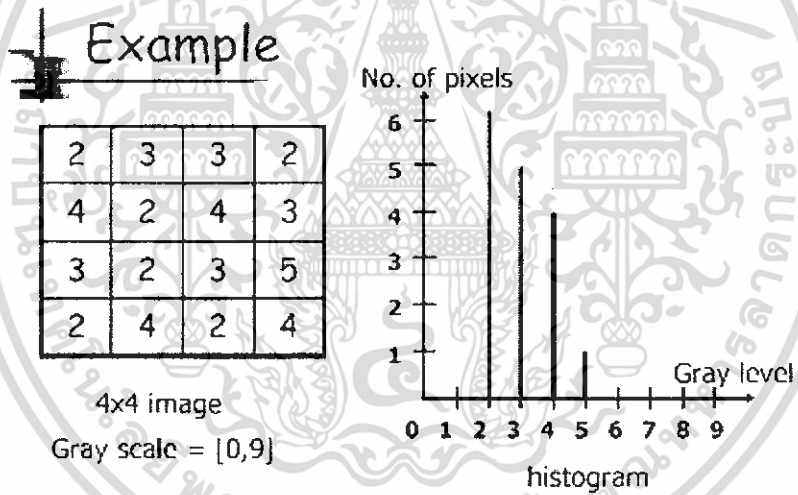 Example
2 3 3 2
4 2 4 3
3 2 3 5
2 4 2 4
4x4 image
Gray scale = [0,9]
No. of pixels
6
5
4
3
2
1
Gray level
0 1 2 3 4 5 6 7 8 9
histogram